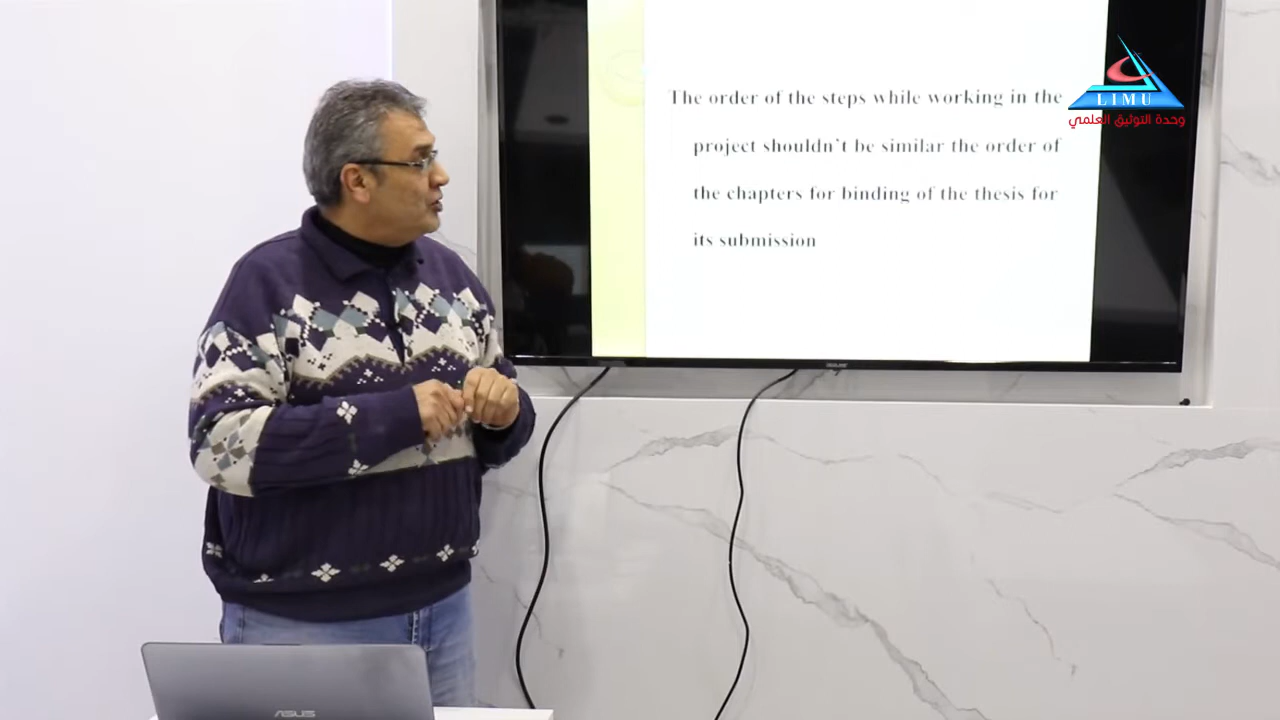 The order of the steps while working in the
project shouldn't be similar the order of
the chapters for binding of the thesis for
its submission
LIMU
وحدة التوثيق العلمي
ASUS